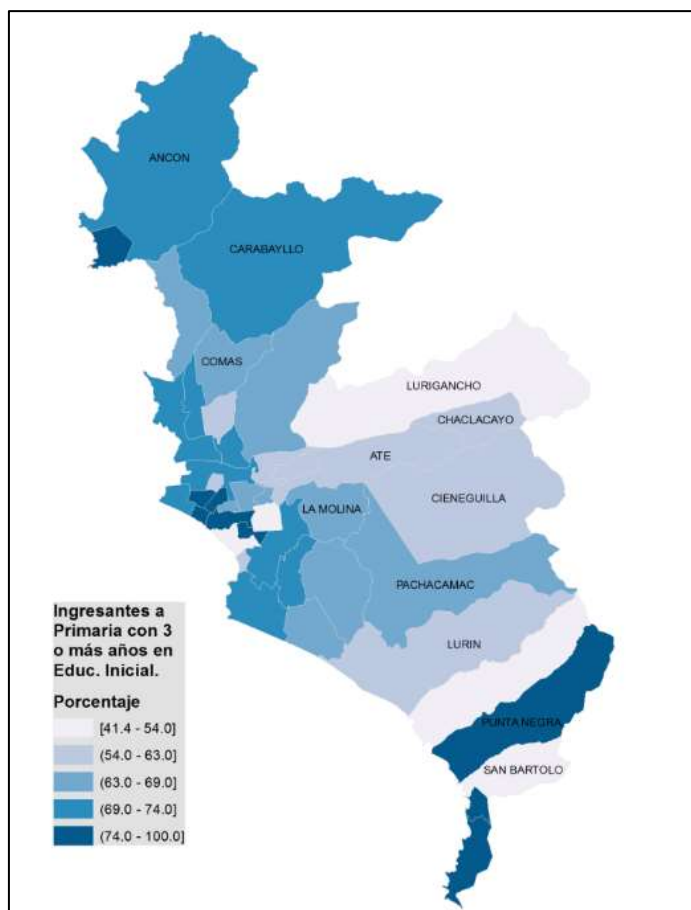 ANCON
CARABAYLLO
COMAS
LURIGANCHO
CHACLACAYO
ATE
CIENEGUILLA
LA MOLINA
PACHACAMAC
LURIN
PUNTA NEGRA
SAN BARTOLO
Ingresantes a
Primaria con 3
o más años en
Educ. Inicial.
Porcentaje
[41.4 - 54.0]
(54.0 - 63.0]
(63.0 - 69.0]
(69.0 - 74.0]
(74.0 - 100.0]